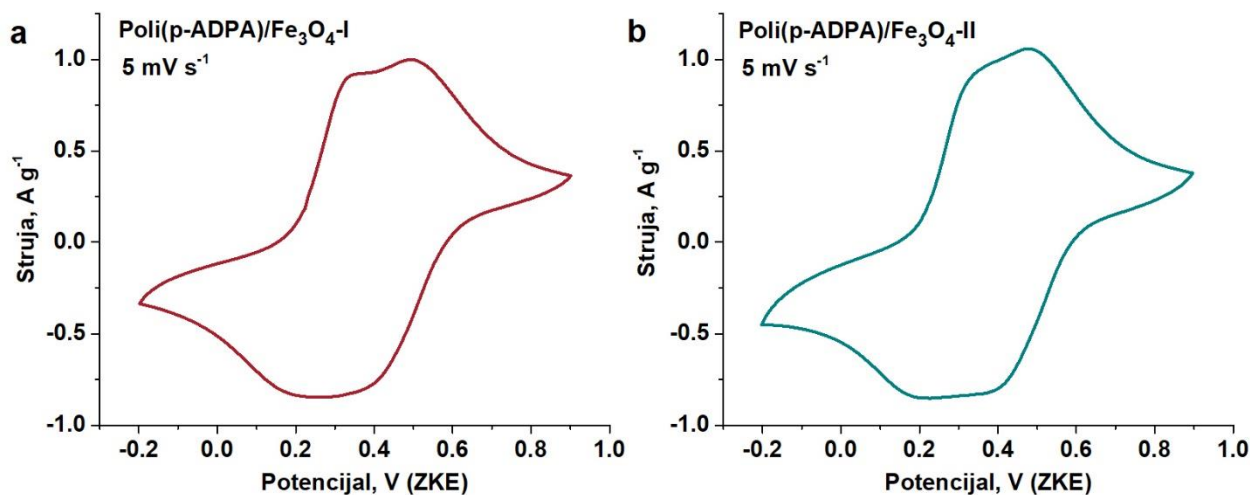 a
Poli(p-ADPA)/Fe₃O₄-I
5 mV s⁻¹
Struja, A g⁻¹
1.0
0.5
0.0
-0.5
-1.0
-0.2 0.0 0.2 0.4 0.6 0.8 1.0
Potencijal, V (ZKE)
b
Poli(p-ADPA)/Fe₃O₄-II
5 mV s⁻¹
Struja, A g⁻¹
1.0
0.5
0.0
-0.5
-1.0
-0.2 0.0 0.2 0.4 0.6 0.8 1.0
Potencijal, V (ZKE)